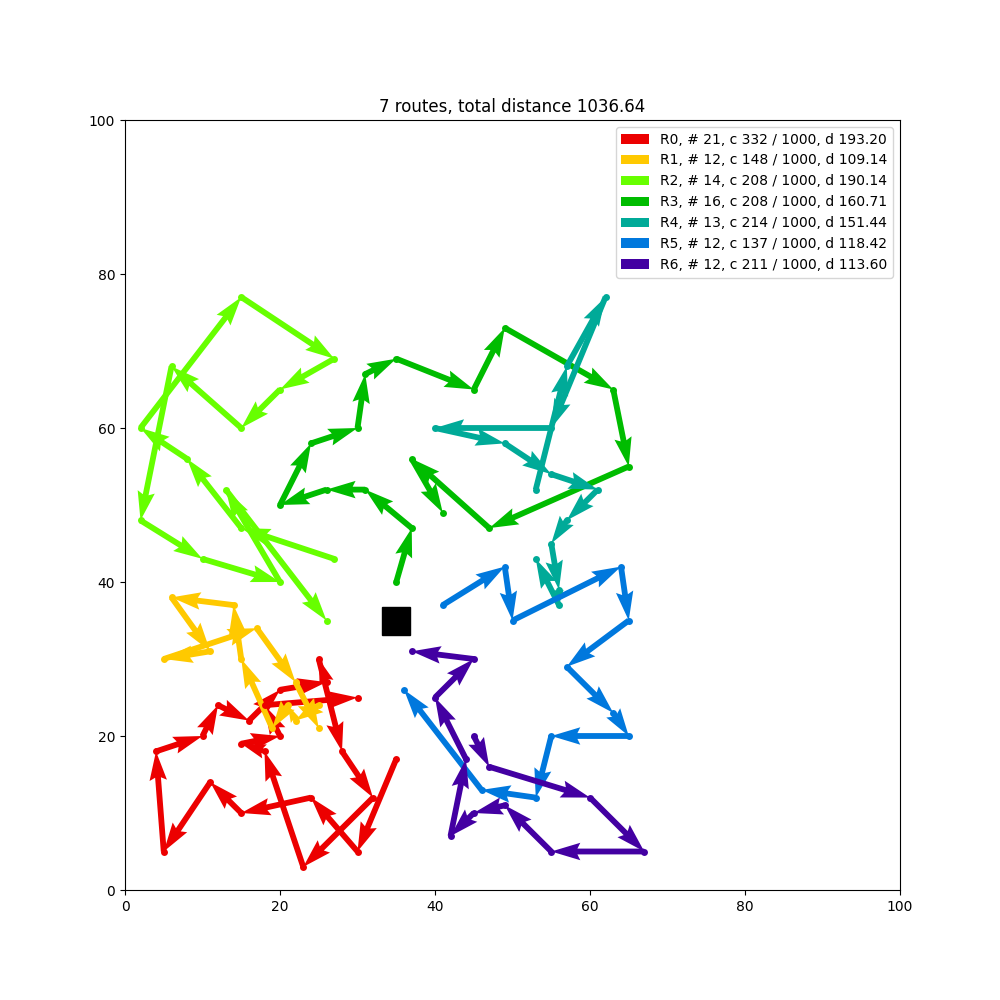 7 routes, total distance 1036.64
R0, # 21, c 332 / 1000, d 193.20
R1, # 12, c 148 / 1000, d 109.14
R2, # 14, c 208 / 1000, d 190.14
R3, # 16, c 208 / 1000, d 160.71
R4, # 13, c 214 / 1000, d 151.44
R5, # 12, c 137 / 1000, d 118.42
R6, # 12, c 211 / 1000, d 113.60
100
80
60
40
20
0
0 20 40 60 80 100